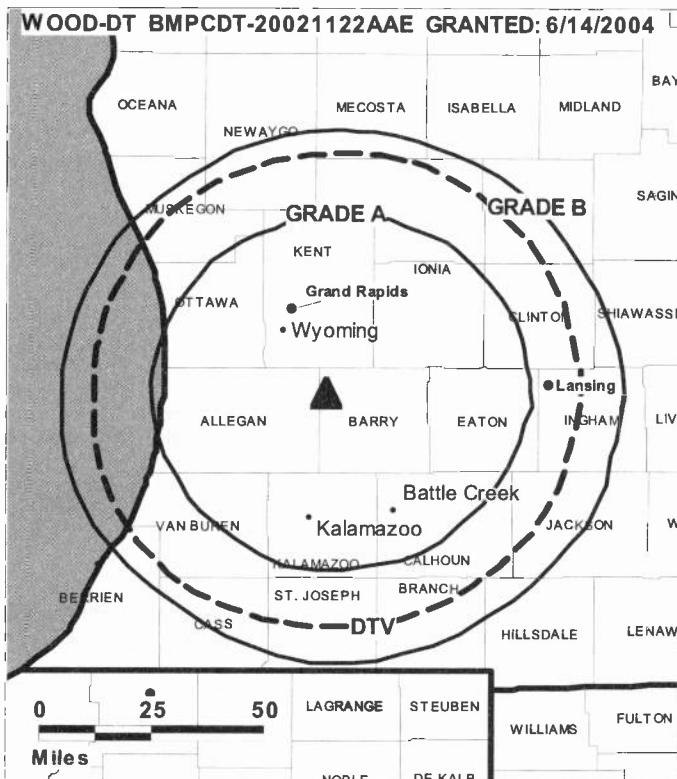 WOOD-DT BMPCDT-20021122AAE GRANTED: 6/14/2004
BAY
OCEANA
MECOSTA
ISABELLA
MIDLAND
NEWAYGO
SAGIN
MUSKEGON
GRADE A
GRADE B
KENT
IONIA
OTTAWA
Grand Rapids
CLINTON
SHIAWASSE
Wyoming
Lansing
ALLEGAN
BARRY
EATON
INGHAM
LIV
Battle Creek
VAN BUREN
Kalamazoo
JACKSON
W
KALAMAZOO
CALHOUN
BERRIEN
ST. JOSEPH
BRANCH
CASS
DTV
HILLSDALE
LENAW
0 25 50
Miles
LAGRANGE
STEUBEN
WILLIAMS
FULTON
NOBLE
DE KALB